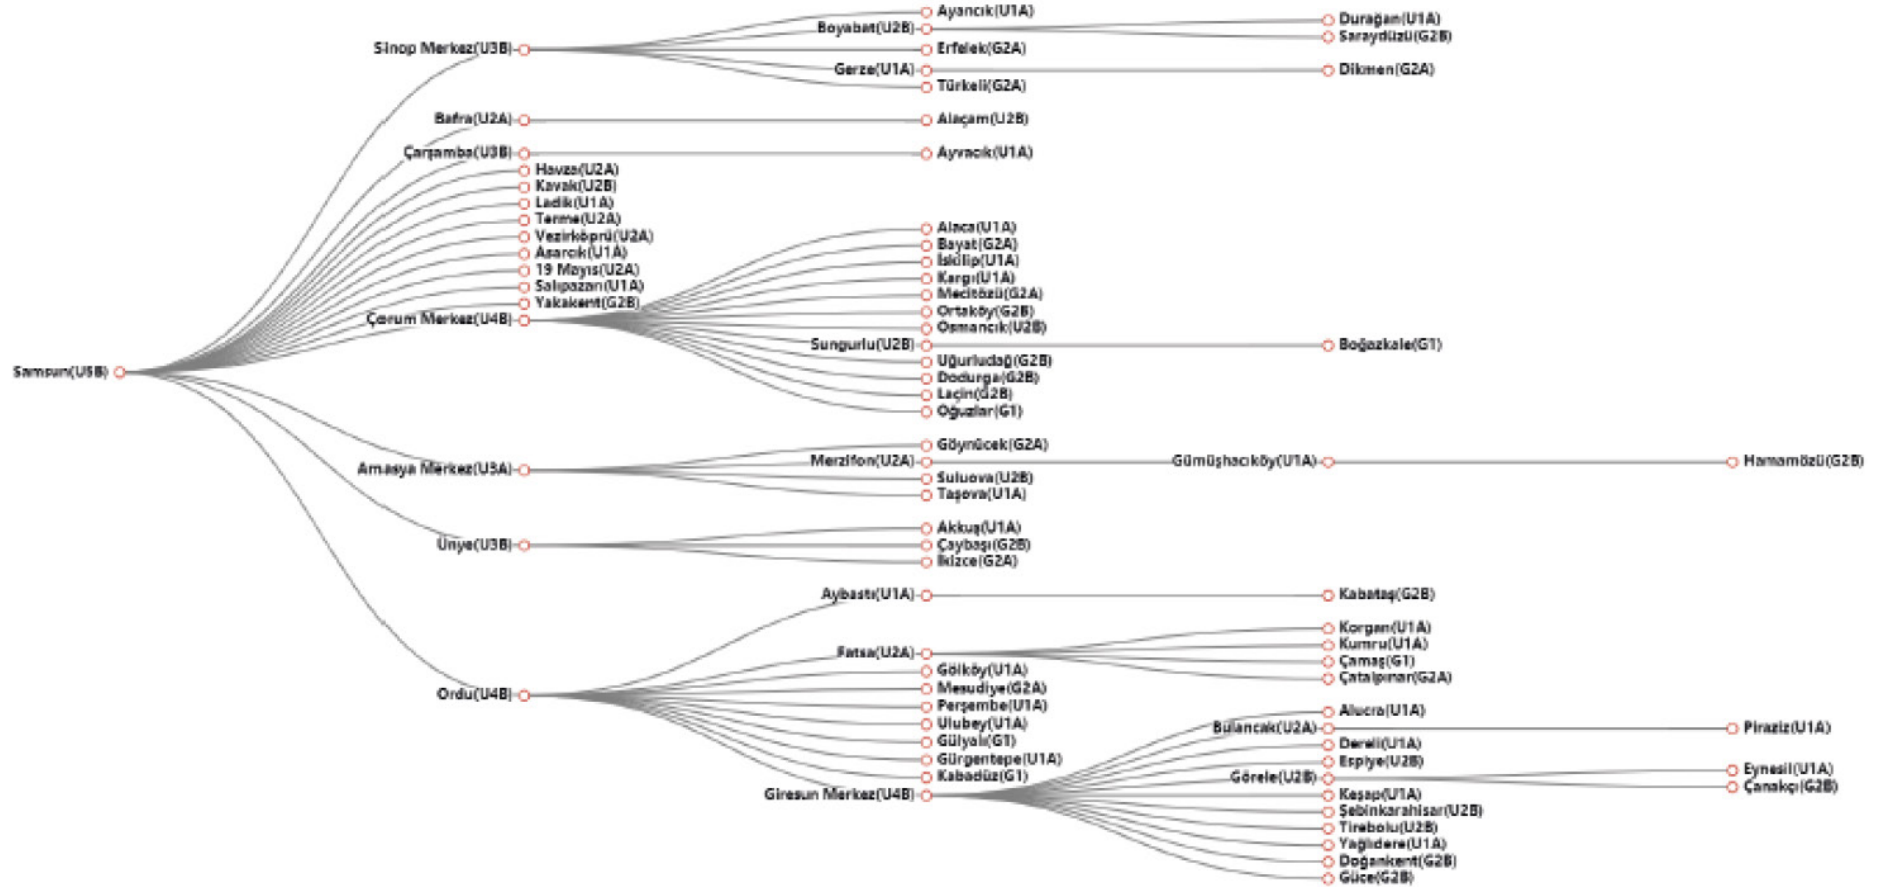 Ayancık(U1A)
Durağan(U1A)
Boyabat(U2B)
Saraydüzü(G2B)
Sinop Merkez(U3B)
Erfelek(G2A)
Gerze(U1A)
Dikmen(G2A)
Türkeli(G2A)
Bafra(U2A)
Alaçam(U2B)
Çarşamba(U3B)
Ayvacık(U1A)
Havza(U2A)
Kavak(U2B)
Ladik(U1A)
Terme(U2A)
Vezirköprü(U2A)
Asarcık(U1A)
19 Mayıs(U2A)
Salıpazarı(U1A)
Yakakent(G2B)
Çorum Merkez(U4B)
Alaca(U1A)
Bayat(G2A)
İskilip(U1A)
Kargı(U1A)
Mecitözü(G2A)
Ortaköy(G2B)
Osmancık(U2B)
Sungurlu(U2B)
Boğazkale(G1)
Uğurludağ(G2B)
Dodurga(G2B)
Laçin(G2B)
Oğuzlar(G1)
Samsun(U5B)
Göynücek(G2A)
Merzifon(U2A)
Gümüşhacıköy(U1A)
Hamamözü(G2B)
Amasya Merkez(U3A)
Suluova(U2B)
Taşova(U1A)
Akkuş(U1A)
Ünye(U3B)
Çaybaşı(G2B)
İkizce(G2A)
Aybastı(U1A)
Kabataş(G2B)
Korgan(U1A)
Fatsa(U2A)
Kumru(U1A)
Çamaş(G1)
Çatalpınar(G2A)
Gölköy(U1A)
Mesudiye(G2A)
Ordu(U4B)
Perşembe(U1A)
Ulubey(U1A)
Gülyalı(G1)
Gürgentepe(U1A)
Kabadüz(G1)
Giresun Merkez(U4B)
Alucra(U1A)
Bulancak(U2A)
Piraziz(U1A)
Dereli(U1A)
Espiye(U2B)
Görele(U2B)
Eynesil(U1A)
Çanakçı(G2B)
Keşap(U1A)
Şebinkarahisar(U2B)
Tirebolu(U2B)
Yağlıdere(U1A)
Doğankent(G2B)
Güce(G2B)